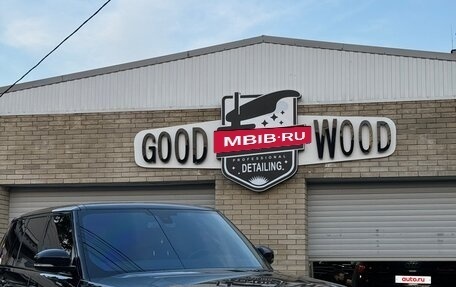 GOOD
MBIB·RU
WOOD
PROFESSIONAL
DETAILING
auto.ru